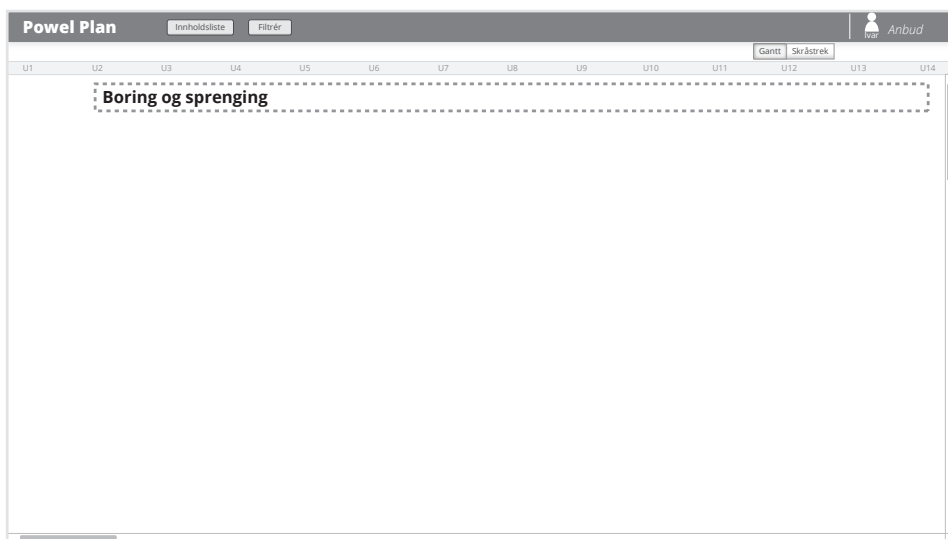 Powel Plan Innholdsliste Filtrér Ivar Anbud
Gantt Skråstrek
U1 U2 U3 U4 U5 U6 U7 U8 U9 U10 U11 U12 U13 U14
Boring og sprenging